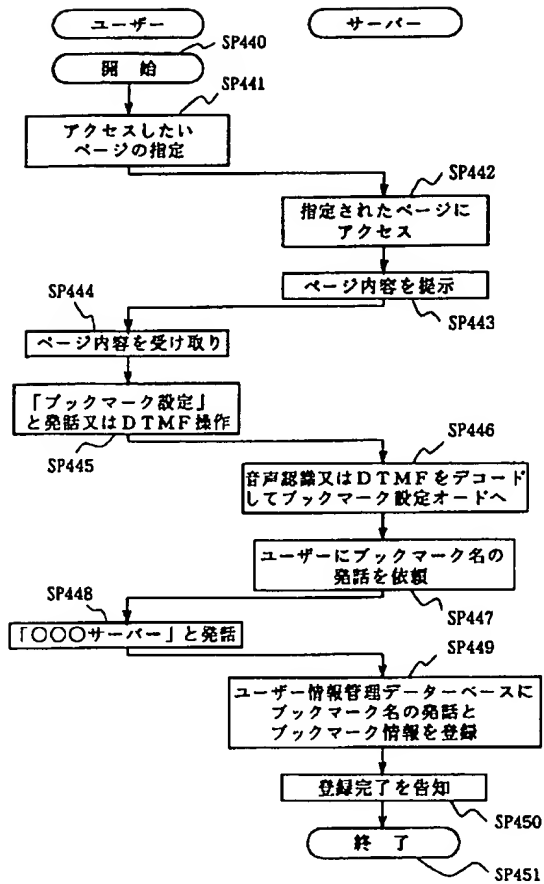 ユーザー
サーバー
SP440
開 始
SP441
アクセスしたい
ページの指定
SP442
指定されたページに
アクセス
ページ内容を提示
SP443
SP444
ページ内容を受け取り
「ブックマーク設定」
と発話又はDTMF操作
SP445
SP446
音声認識又はDTMFをデコード
してブックマーク設定オードへ
ユーザーにブックマーク名の
発話を依頼
SP447
SP448
「○○○サーバー」と発話
SP449
ユーザー情報管理データーベースに
ブックマーク名の発話と
ブックマーク情報を登録
登録完了を告知
SP450
終 了
SP451